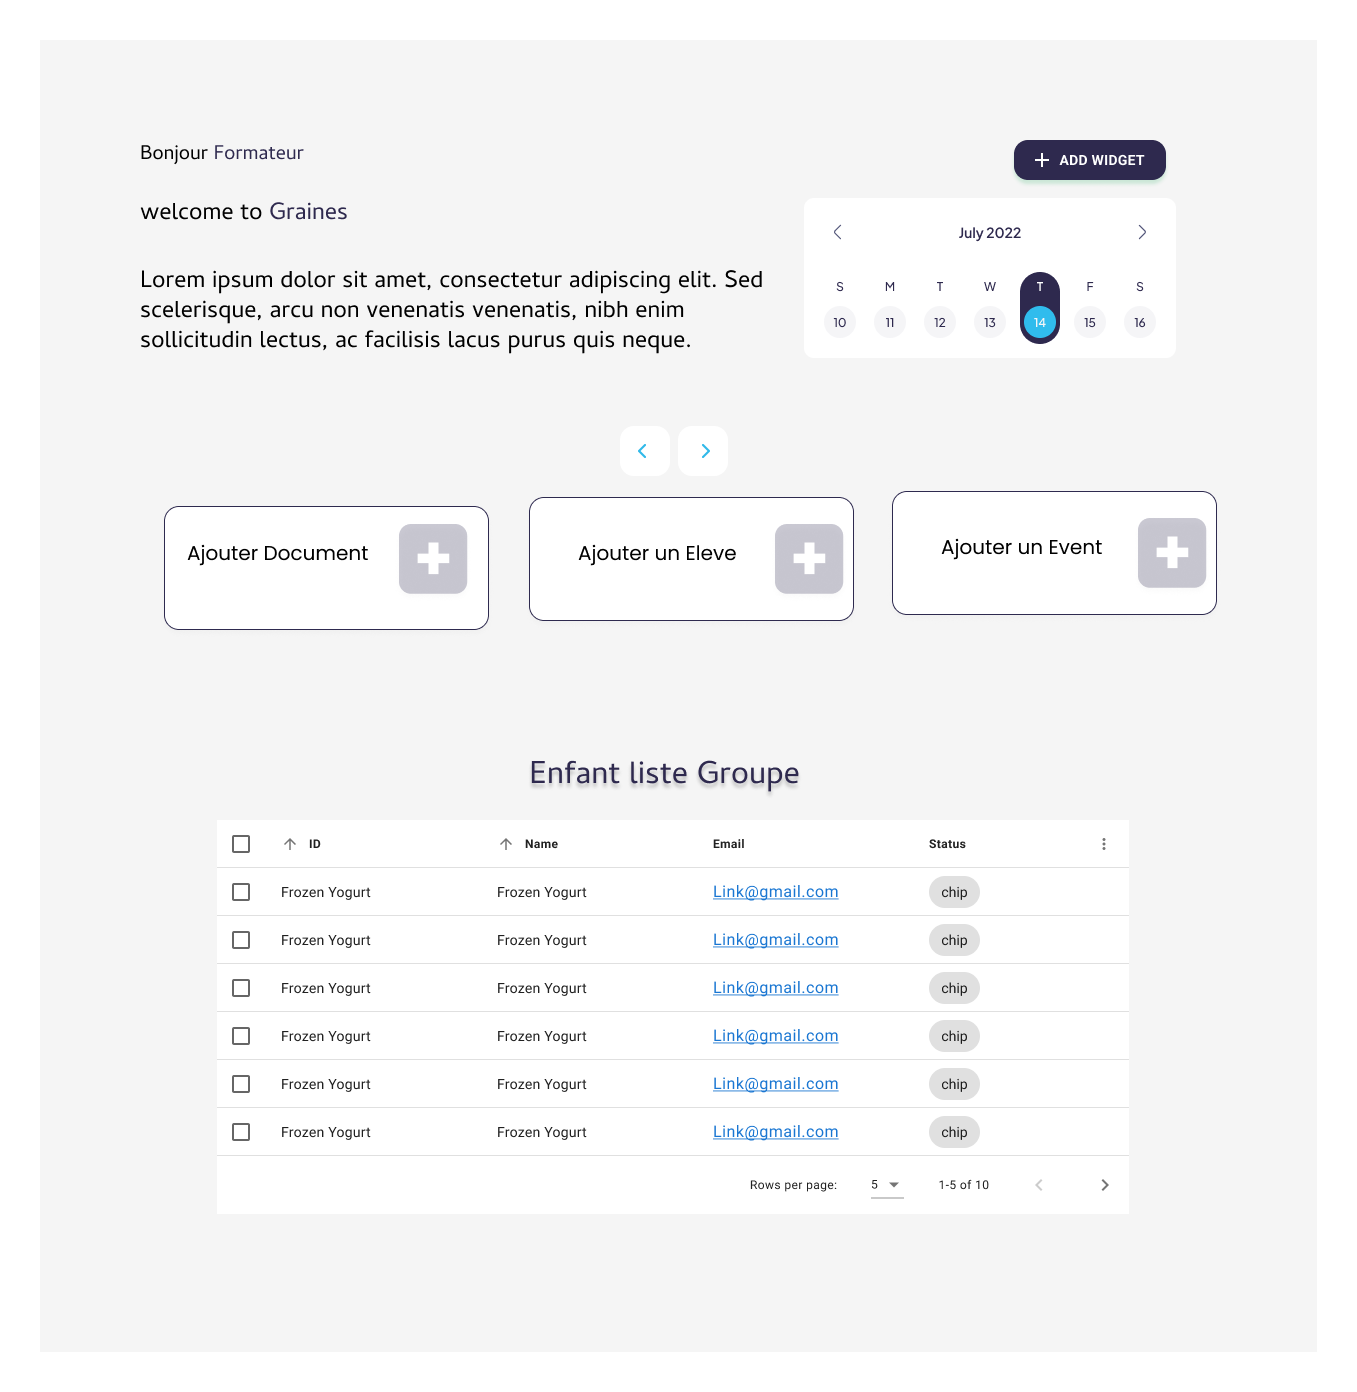 Bonjour Formateur
welcome to Graines
Lorem ipsum dolor sit amet, consectetur adipiscing elit. Sed
scelerisque, arcu non venenatis venenatis, nibh enim
sollicitudin lectus, ac facilisis lacus purus quis neque.
ADD WIDGET
July 2022
S M T W T F S
10 11 12 13 14 15 16
Ajouter Document
Ajouter un Eleve
Ajouter un Event
Enfant liste Groupe
ID Name Email Status
Frozen Yogurt Frozen Yogurt Link@gmail.com chip
Frozen Yogurt Frozen Yogurt Link@gmail.com chip
Frozen Yogurt Frozen Yogurt Link@gmail.com chip
Frozen Yogurt Frozen Yogurt Link@gmail.com chip
Frozen Yogurt Frozen Yogurt Link@gmail.com chip
Frozen Yogurt Frozen Yogurt Link@gmail.com chip
Rows per page: 5 1-5 of 10